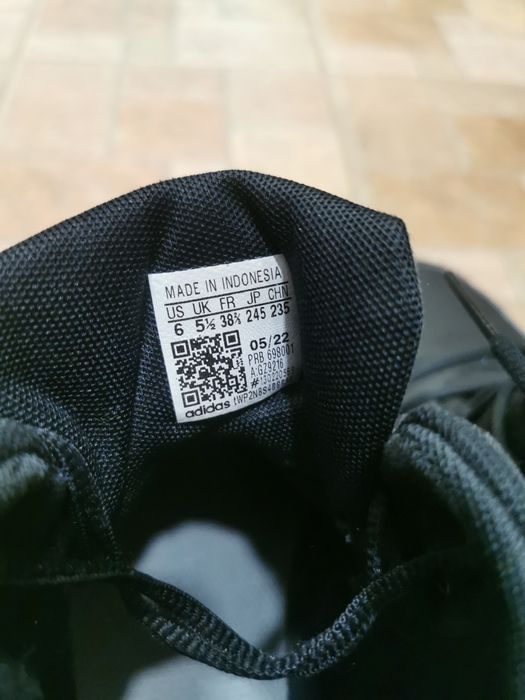 MADE IN INDONESIA
US UK FR JP CHN
6 5½ 38⅔ 245 235
05/22
PRB 698001
A:GZ9216
adidas